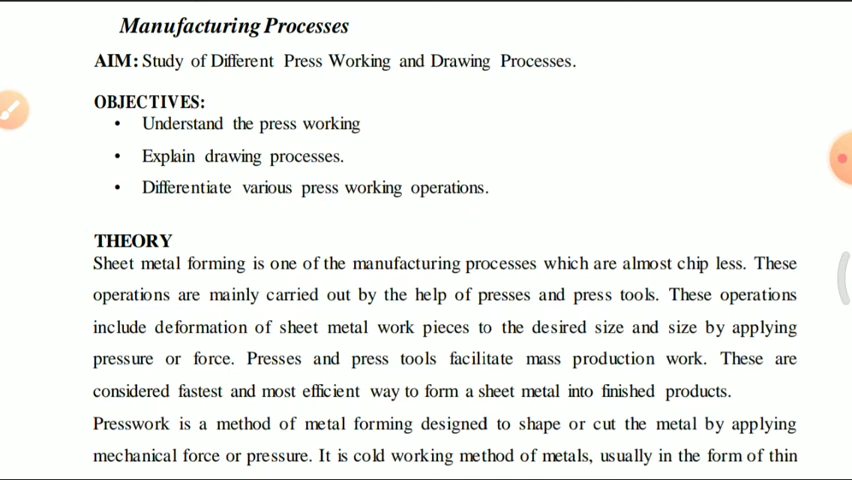 Manufacturing Processes
AIM: Study of Different Press Working and Drawing Processes.
OBJECTIVES:
• Understand the press working
• Explain drawing processes.
• Differentiate various press working operations.
THEORY
Sheet metal forming is one of the manufacturing processes which are almost chip less. These
operations are mainly carried out by the help of presses and press tools. These operations
include deformation of sheet metal work pieces to the desired size and size by applying
pressure or force. Presses and press tools facilitate mass production work. These are
considered fastest and most efficient way to form a sheet metal into finished products.
Presswork is a method of metal forming designed to shape or cut the metal by applying
mechanical force or pressure. It is cold working method of metals, usually in the form of thin